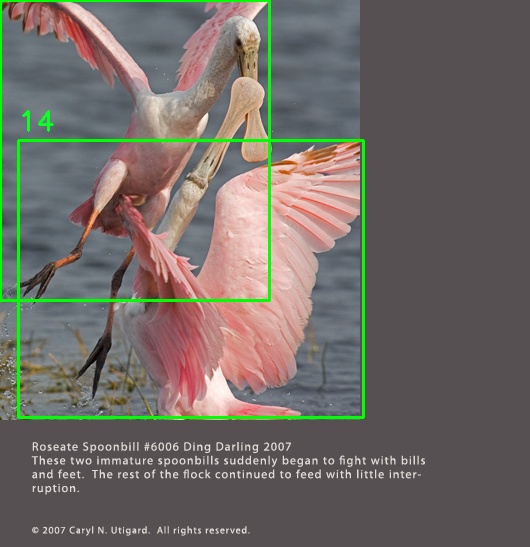 14
Roseate Spoonbill #6006 Ding Darling 2007
These two immature spoonbills suddenly began to fight with bills
and feet. The rest of the flock continued to feed with little inter-
ruption.
© 2007 Caryl N. Utigard. All rights reserved.